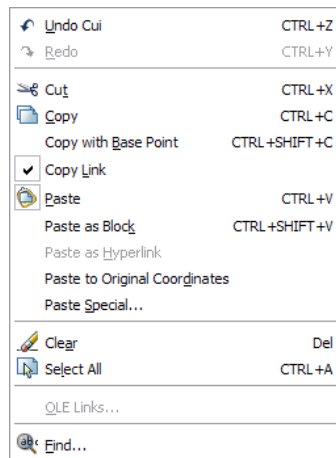 Undo Cui CTRL+Z
Redo CTRL+Y
Cut CTRL+X
Copy CTRL+C
Copy with Base Point CTRL+SHIFT+C
Copy Link
Paste CTRL+V
Paste as Block CTRL+SHIFT+V
Paste as Hyperlink
Paste to Original Coordinates
Paste Special...
Clear Del
Select All CTRL+A
OLE Links...
Find...